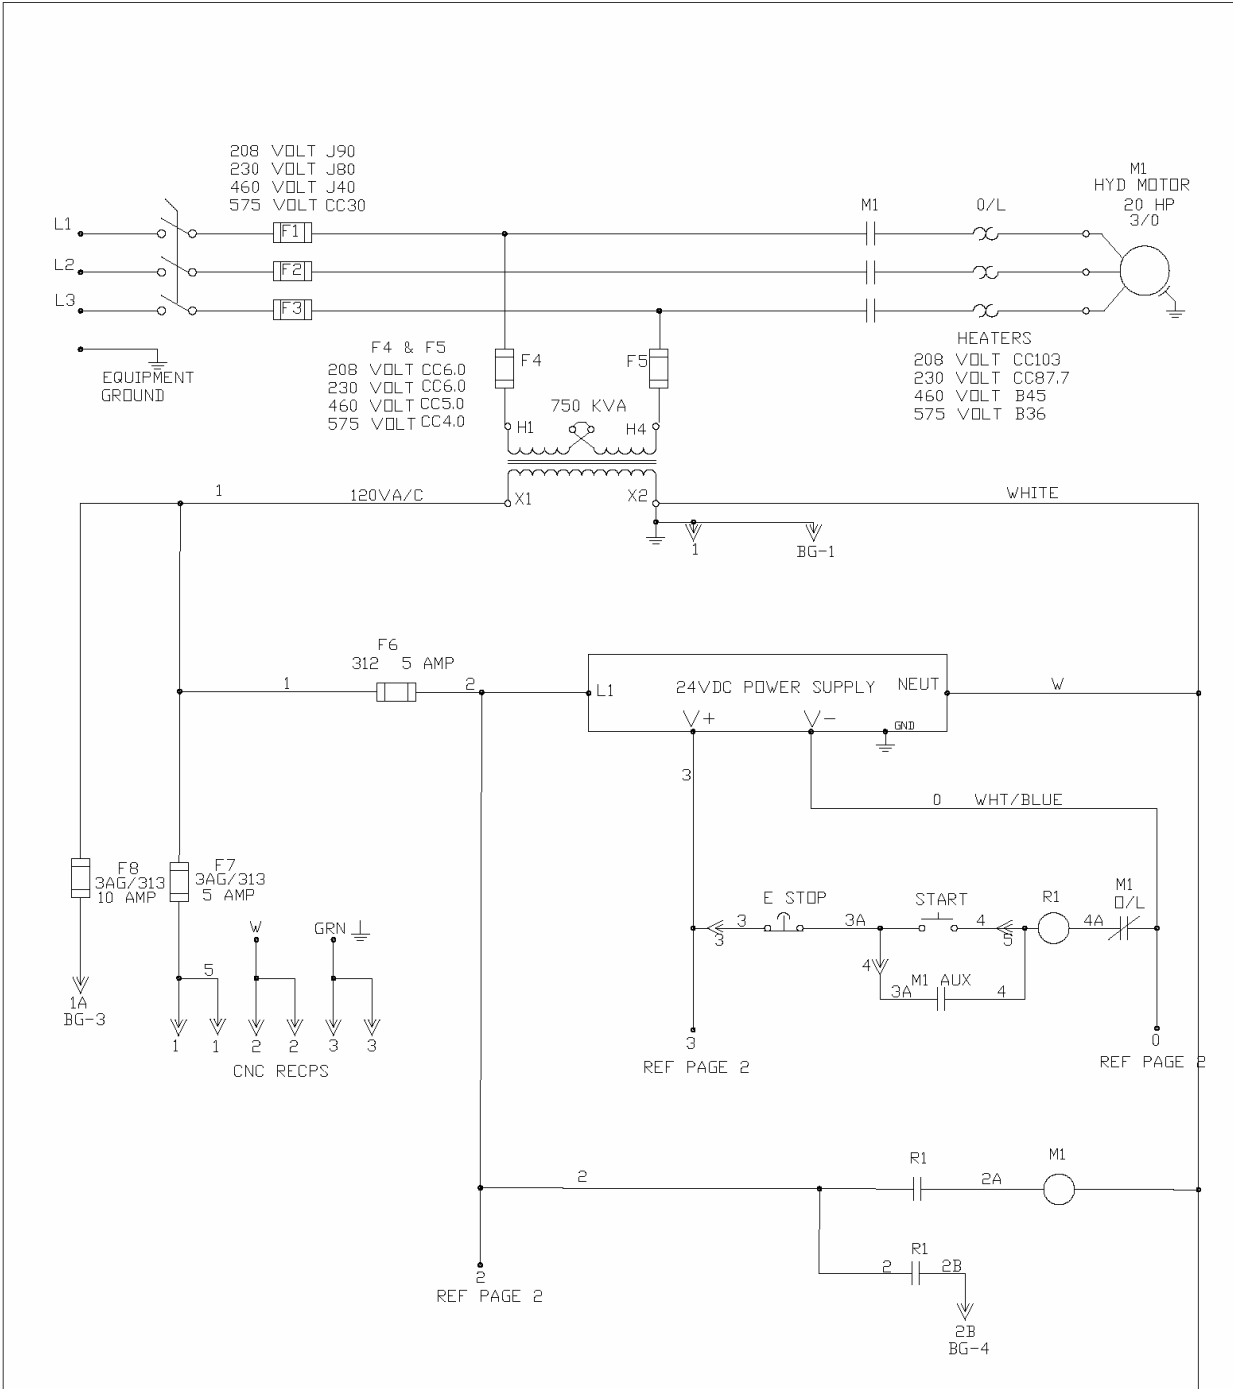 208 VOLT J90
230 VOLT J80
460 VOLT J40
575 VOLT CC30
M1
HYD MOTOR
20 HP
3/0
L1
F1
M1
O/L
L2
F2
L3
F3
EQUIPMENT
GROUND
F4 & F5
208 VOLT CC6.0
230 VOLT CC6.0
460 VOLT CC5.0
575 VOLT CC4.0
F4
F5
HEATERS
208 VOLT CC103
230 VOLT CC87.7
460 VOLT B45
575 VOLT B36
750 KVA
H1
H4
1
120VA/C
X1
X2
WHITE
1
BG-1
F6
312 5 AMP
1
2
L1
24VDC POWER SUPPLY
NEUT
W
V+
V-
GND
3
0 WHT/BLUE
F8
3AG/313
10 AMP
F7
3AG/313
5 AMP
E STOP
START
R1
M1
O/L
3
3
3A
4
5
4A
W
GRN
5
4
M1 AUX
3A
4
1A
BG-3
1
1
2
2
3
3
CNC RECPS
3
REF PAGE 2
0
REF PAGE 2
2
R1
2A
M1
2
REF PAGE 2
R1
2
2B
2B
BG-4